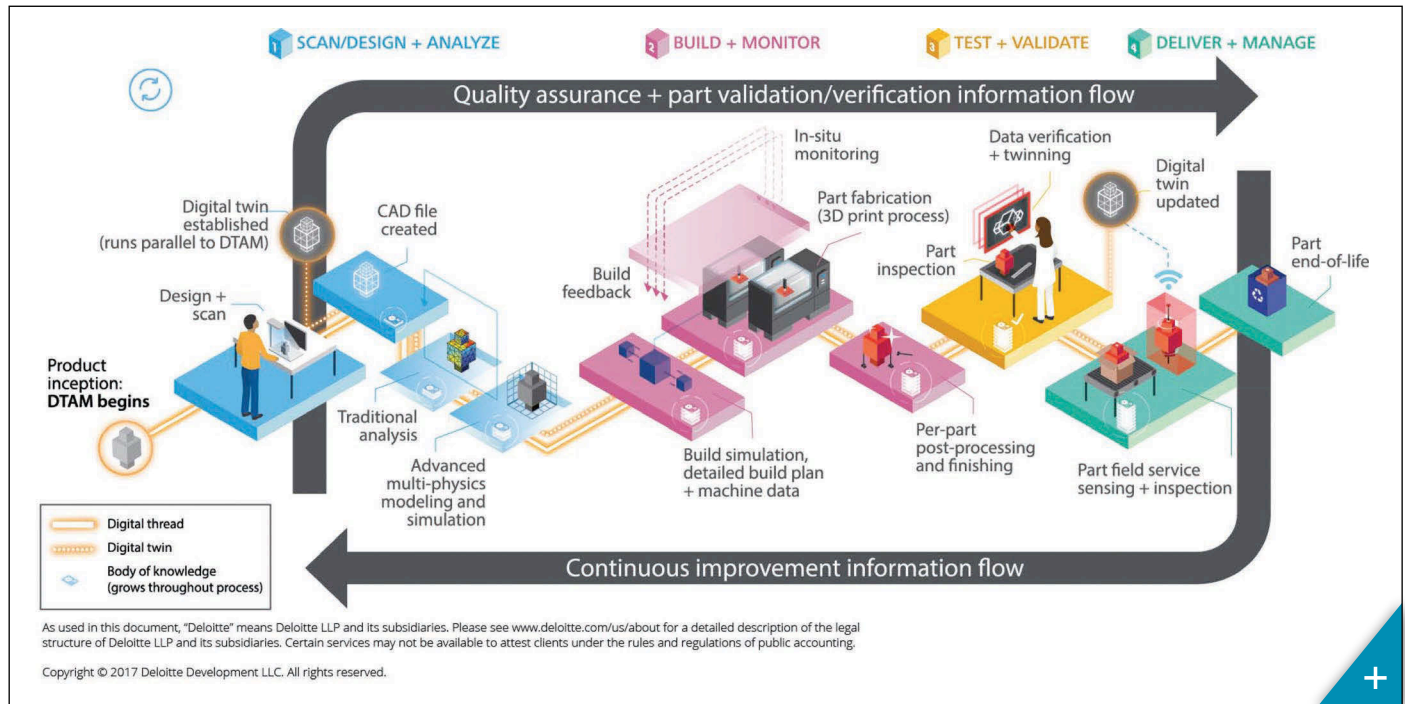 1 SCAN/DESIGN + ANALYZE
2 BUILD + MONITOR
3 TEST + VALIDATE
4 DELIVER + MANAGE
Quality assurance + part validation/verification information flow
In-situ
monitoring
Data verification
+ twinning
Digital
twin
updated
Digital twin
established
(runs parallel to DTAM)
CAD file
created
Part fabrication
(3D print process)
Part
inspection
Part
end-of-life
Build
feedback
Design +
scan
Product
inception:
DTAM begins
Traditional
analysis
Advanced
multi-physics
modeling and
simulation
Build simulation,
detailed build plan
+ machine data
Per-part
post-processing
and finishing
Part field service
sensing + inspection
Digital thread
Digital twin
Body of knowledge
(grows throughout process)
Continuous improvement information flow
As used in this document, “Deloitte” means Deloitte LLP and its subsidiaries. Please see www.deloitte.com/us/about for a detailed description of the legal
structure of Deloitte LLP and its subsidiaries. Certain services may not be available to attest clients under the rules and regulations of public accounting.
Copyright © 2017 Deloitte Development LLC. All rights reserved.
+